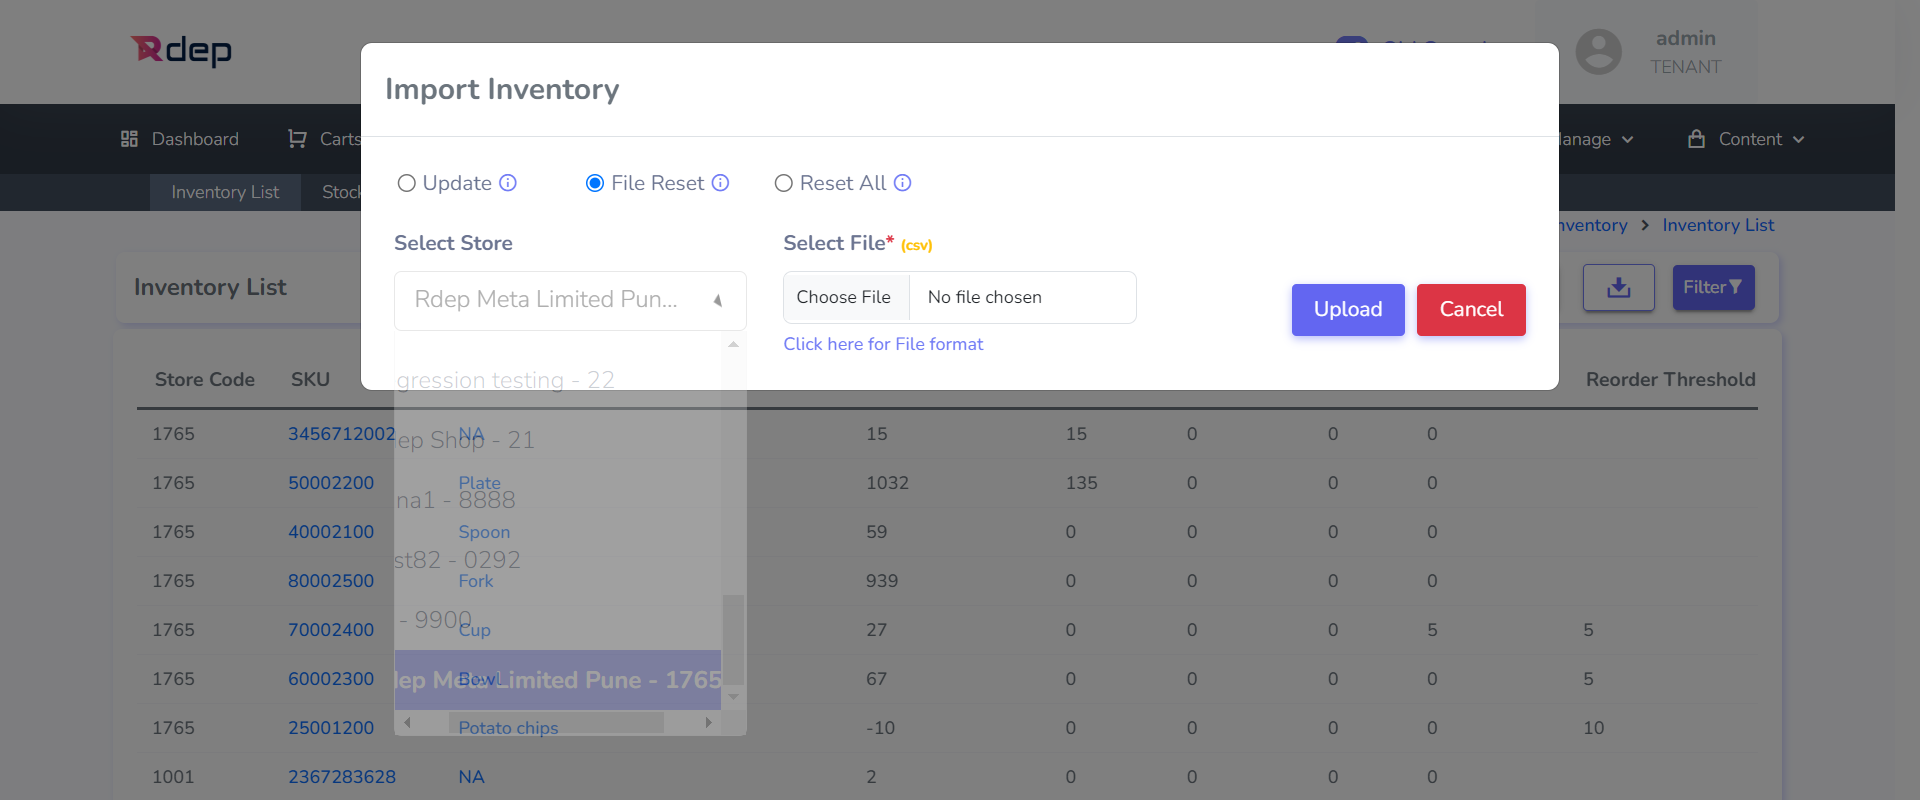 Rdep
admin
TENANT
Import Inventory
Dashboard
Carts
Content
Update
File Reset
Reset All
Inventory List
Stock
Inventory List
Select Store
Select File* (csv)
Rdep Meta Limited Pun...
Choose File
No file chosen
Upload
Cancel
Inventory List
Filter
Click here for File format
Store Code SKU
gression testing - 22
Reorder Threshold
1765 3456712002 NA 15 15 0 0 0
ep Shop - 21
1765 50002200 Plate 1032 135 0 0 0
na1 - 8888
1765 40002100 Spoon 59 0 0 0 0
st82 - 0292
1765 80002500 Fork 939 0 0 0 0
- 9900
1765 70002400 Cup 27 0 0 0 5 5
dep Meta Limited Pune - 1765
1765 60002300 Bowl 67 0 0 0 0 5
1765 25001200 Potato chips -10 0 0 0 0 10
1001 2367283628 NA 2 0 0 0 0